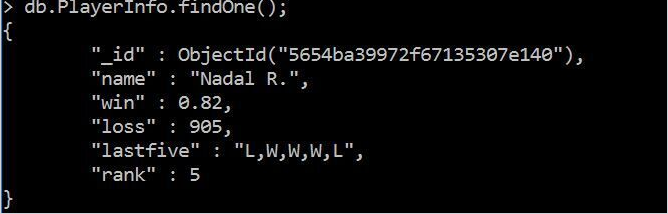 > db.PlayerInfo.findOne();
{
"_id" : ObjectId("5654ba39972f67135307e140"),
"name" : "Nadal R.",
"win" : 0.82,
"loss" : 905,
"lastfive" : "L,W,W,W,L",
"rank" : 5
}